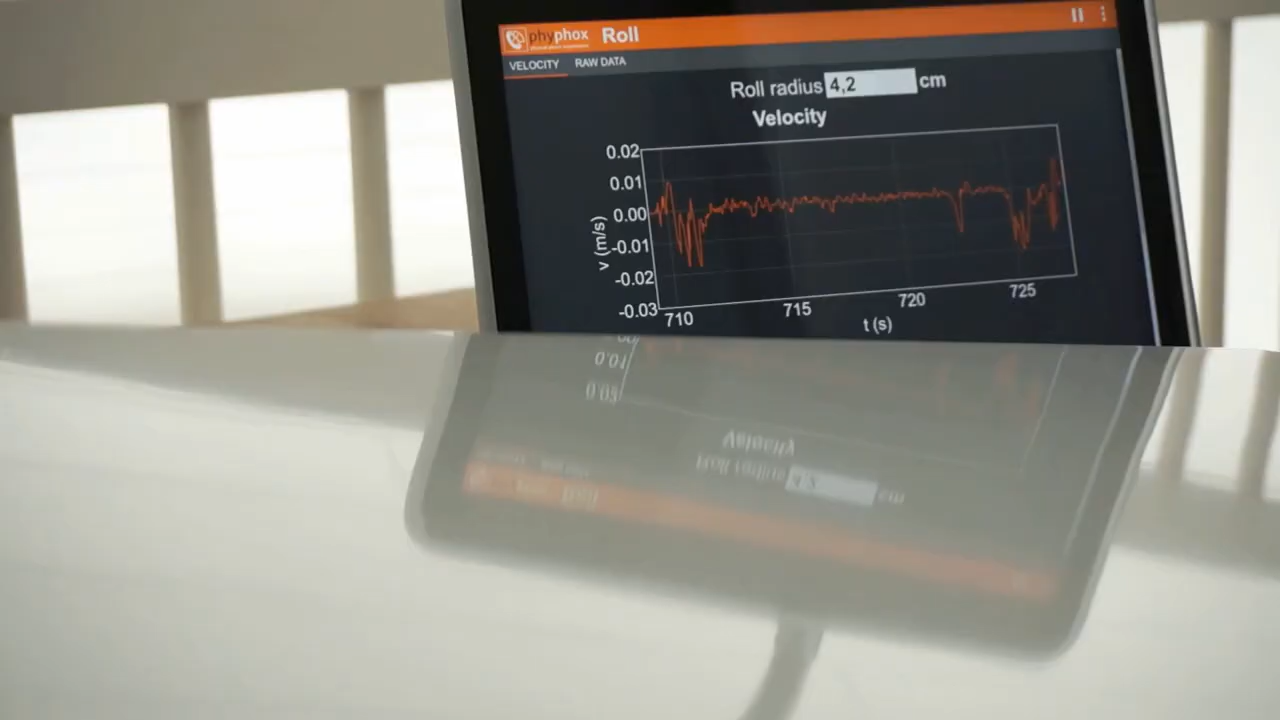 phyphox Roll
VELOCITY RAW DATA
Roll radius 4,2 cm
Velocity
0.02
0.01
0.00
-0.01
-0.02
-0.03
v (m/s)
710 715 720 725
t (s)